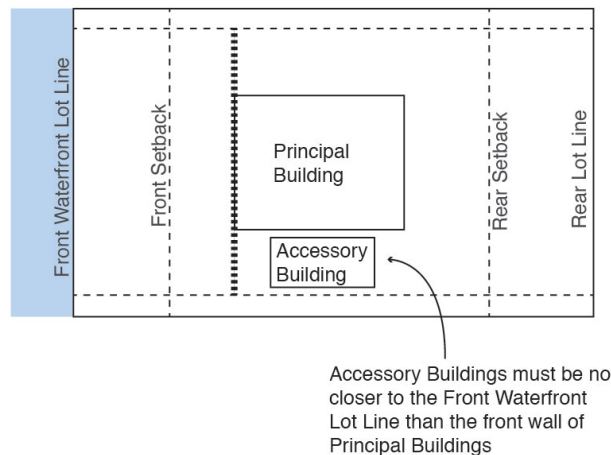 Front Waterfront Lot Line
Front Setback
Principal
Building
Accessory
Building
Rear Setback
Rear Lot Line
Accessory Buildings must be no
closer to the Front Waterfront
Lot Line than the front wall of
Principal Buildings